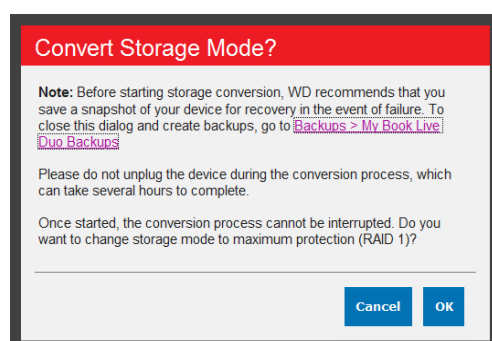 Convert Storage Mode?
Note: Before starting storage conversion, WD recommends that you
save a snapshot of your device for recovery in the event of failure. To
close this dialog and create backups, go to Backups > My Book Live
Duo Backups
Please do not unplug the device during the conversion process, which
can take several hours to complete.
Once started, the conversion process cannot be interrupted. Do you
want to change storage mode to maximum protection (RAID 1)?
Cancel OK